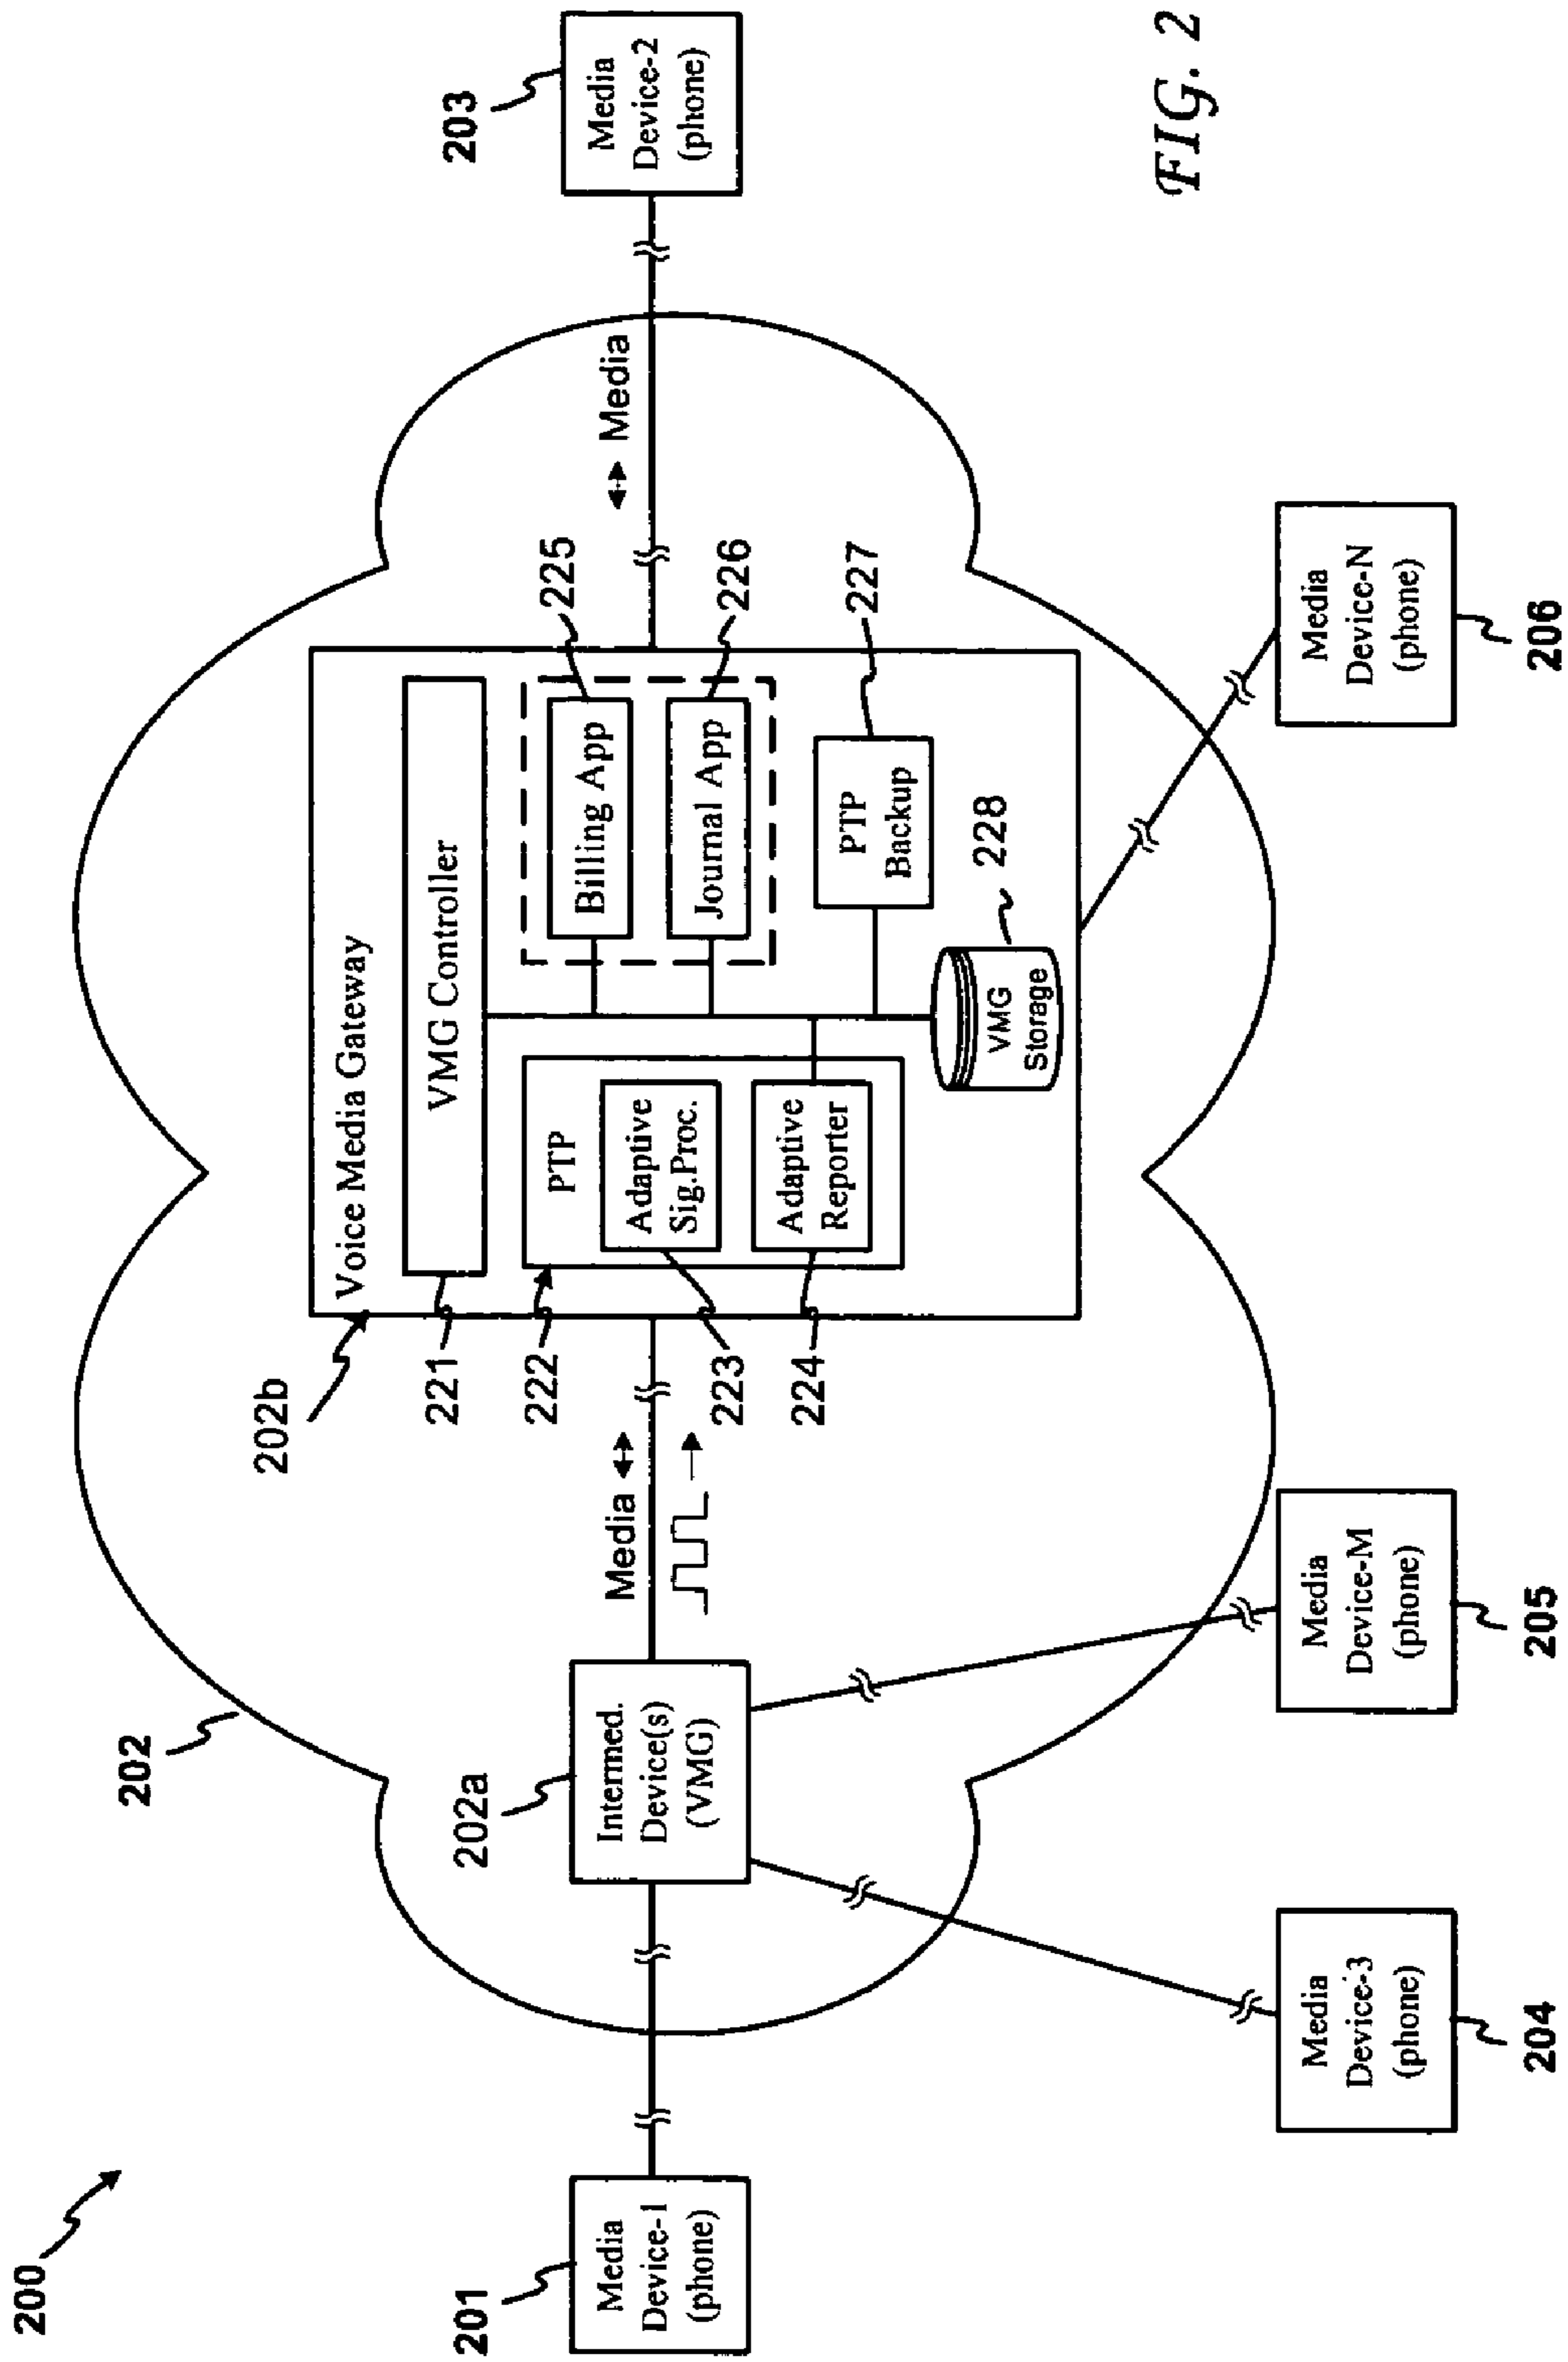 200
201
Media
Device-1
(phone)
202
202a
Intermed.
Device(s)
(VMG)
Media
202b
Voice Media Gateway
221
VMG Controller
222
PTP
223
Adaptive
Sig.Proc.
224
Adaptive
Reporter
225
Billing App
226
Journal App
227
PTP
Backup
228
VMG
Storage
Media
203
Media
Device-2
(phone)
204
Media
Device-3
(phone)
205
Media
Device-M
(phone)
206
Media
Device-N
(phone)
FIG. 2